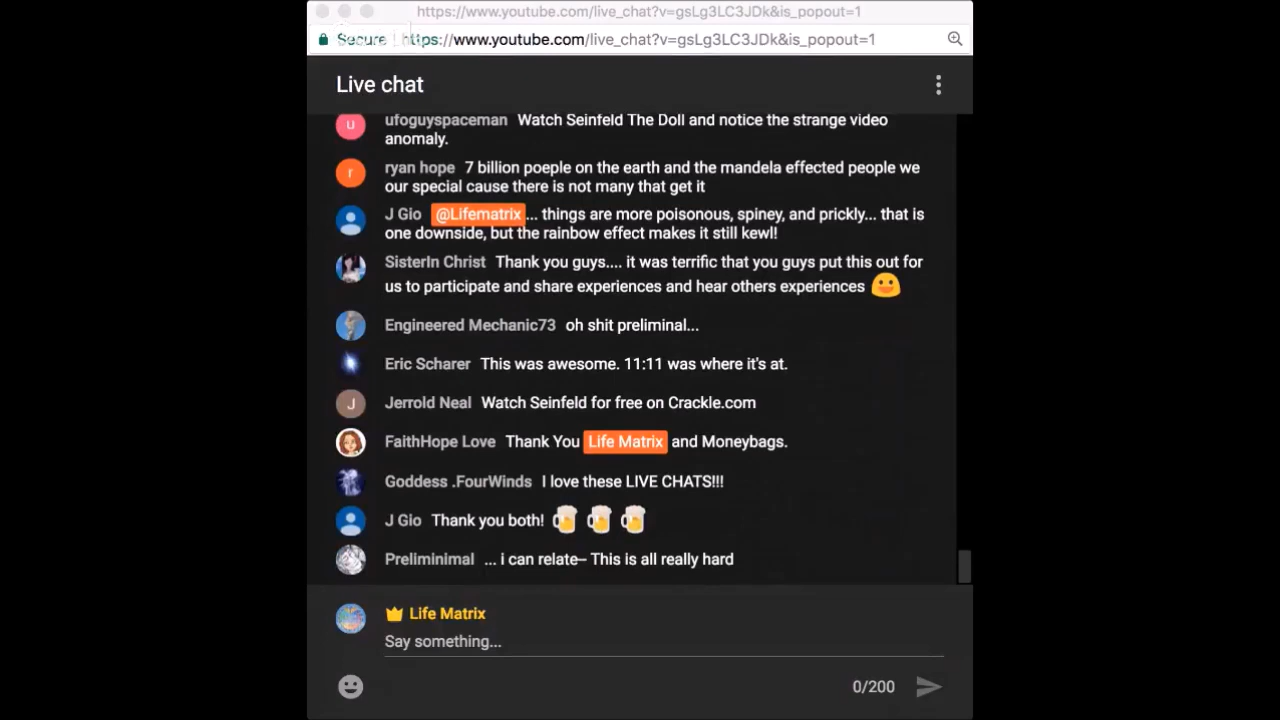 https://www.youtube.com/live_chat?v=gsLg3LC3JDk&is_popout=1
Secure https://www.youtube.com/live_chat?v=gsLg3LC3JDk&is_popout=1
Live chat
ufoguyspaceman Watch Seinfeld The Doll and notice the strange video
anomaly.
r ryan hope 7 billion poeple on the earth and the mandela effected people we
our special cause there is not many that get it
J Gio @Lifematrix... things are more poisonous, spiney, and prickly... that is
one downside, but the rainbow effect makes it still kewl!
SisterIn Christ Thank you guys.... it was terrific that you guys put this out for
us to participate and share experiences and hear others experiences
Engineered Mechanic73 oh shit preliminal...
Eric Scharer This was awesome. 11:11 was where it's at.
J Jerrold Neal Watch Seinfeld for free on Crackle.com
FaithHope Love Thank You Life Matrix and Moneybags.
Goddess .FourWinds I love these LIVE CHATS!!!
J Gio Thank you both!
Preliminimal ... i can relate– This is all really hard
Life Matrix
Say something...
0/200